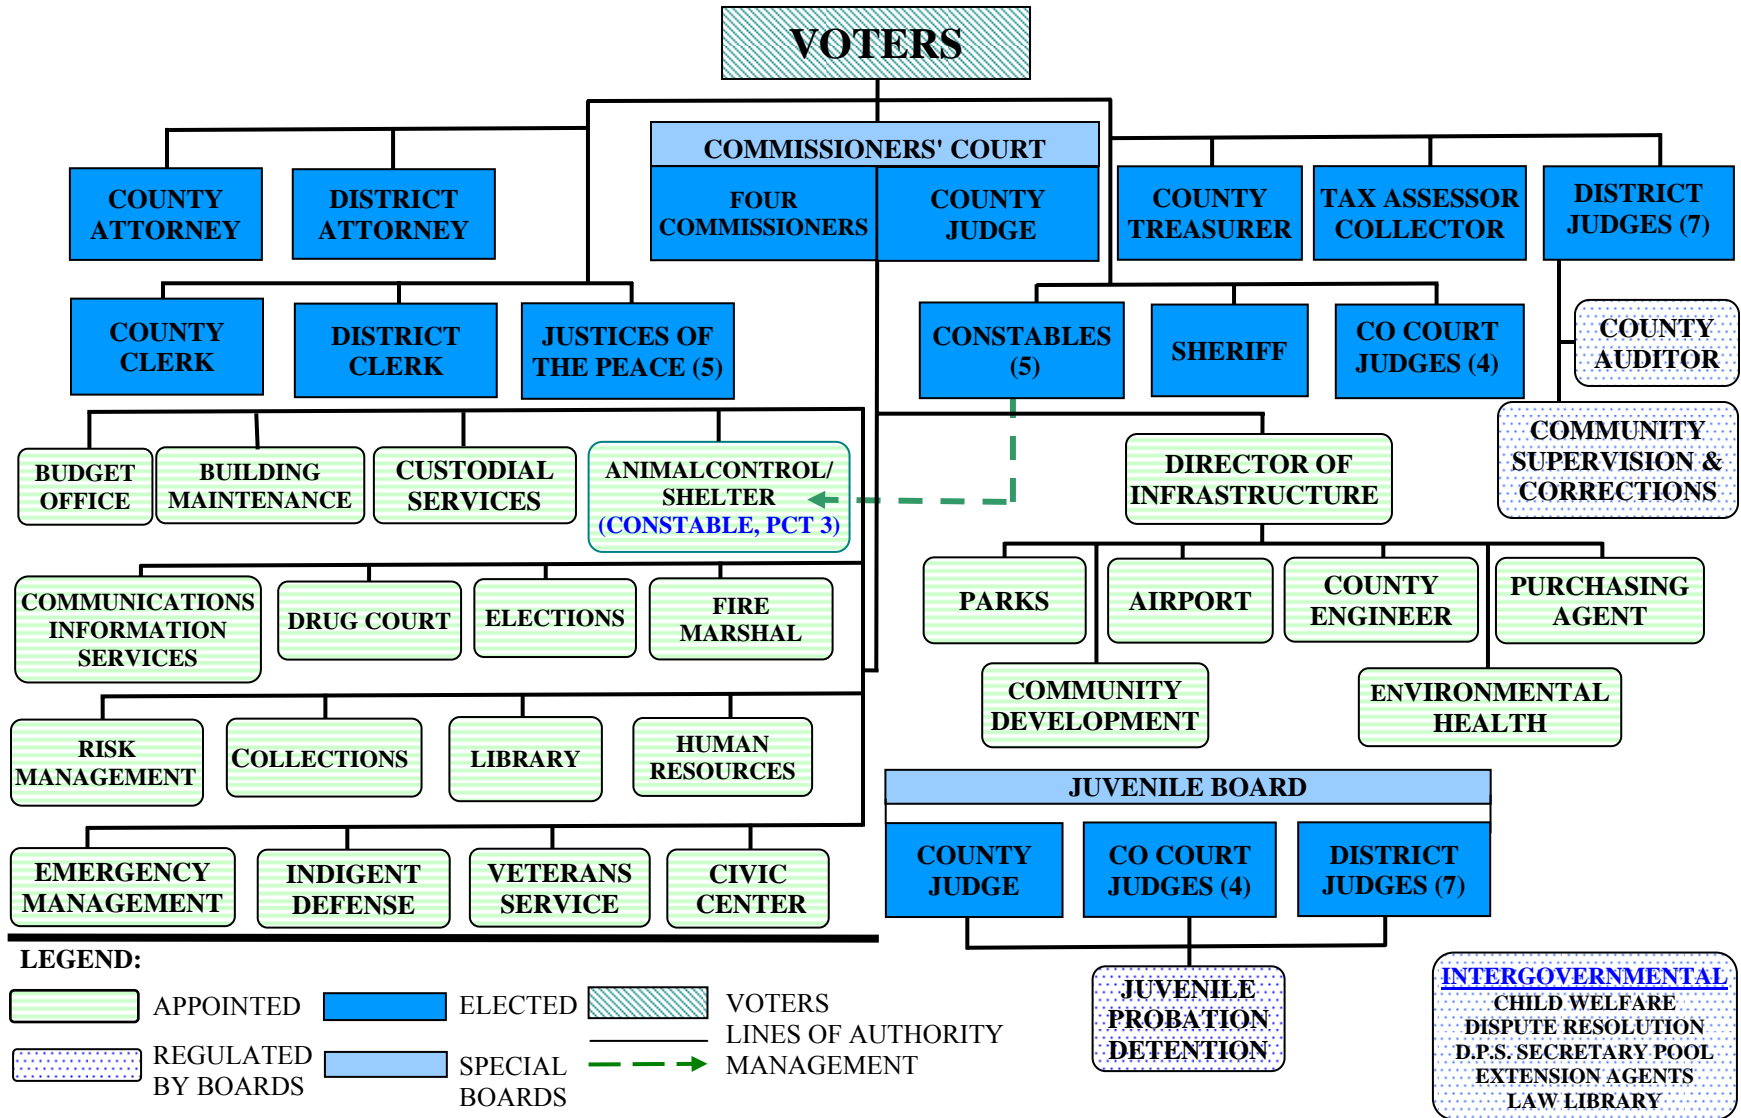 VOTERS
COMMISSIONERS' COURT
FOUR
COMMISSIONERS
COUNTY
JUDGE
COUNTY
ATTORNEY
DISTRICT
ATTORNEY
COUNTY
TREASURER
TAX ASSESSOR
COLLECTOR
DISTRICT
JUDGES (7)
COUNTY
CLERK
DISTRICT
CLERK
JUSTICES OF
THE PEACE (5)
CONSTABLES
(5)
SHERIFF
CO COURT
JUDGES (4)
COUNTY
AUDITOR
COMMUNITY
SUPERVISION &
CORRECTIONS
BUDGET
OFFICE
BUILDING
MAINTENANCE
CUSTODIAL
SERVICES
ANIMALCONTROL/
SHELTER
(CONSTABLE, PCT 3)
DIRECTOR OF
INFRASTRUCTURE
COMMUNICATIONS
INFORMATION
SERVICES
DRUG COURT
ELECTIONS
FIRE
MARSHAL
PARKS
AIRPORT
COUNTY
ENGINEER
PURCHASING
AGENT
COMMUNITY
DEVELOPMENT
ENVIRONMENTAL
HEALTH
RISK
MANAGEMENT
COLLECTIONS
LIBRARY
HUMAN
RESOURCES
JUVENILE BOARD
COUNTY
JUDGE
CO COURT
JUDGES (4)
DISTRICT
JUDGES (7)
EMERGENCY
MANAGEMENT
INDIGENT
DEFENSE
VETERANS
SERVICE
CIVIC
CENTER
JUVENILE
PROBATION
DETENTION
INTERGOVERNMENTAL
CHILD WELFARE
DISPUTE RESOLUTION
D.P.S. SECRETARY POOL
EXTENSION AGENTS
LAW LIBRARY
LEGEND:
APPOINTED
ELECTED
VOTERS
LINES OF AUTHORITY
REGULATED
BY BOARDS
SPECIAL
BOARDS
MANAGEMENT